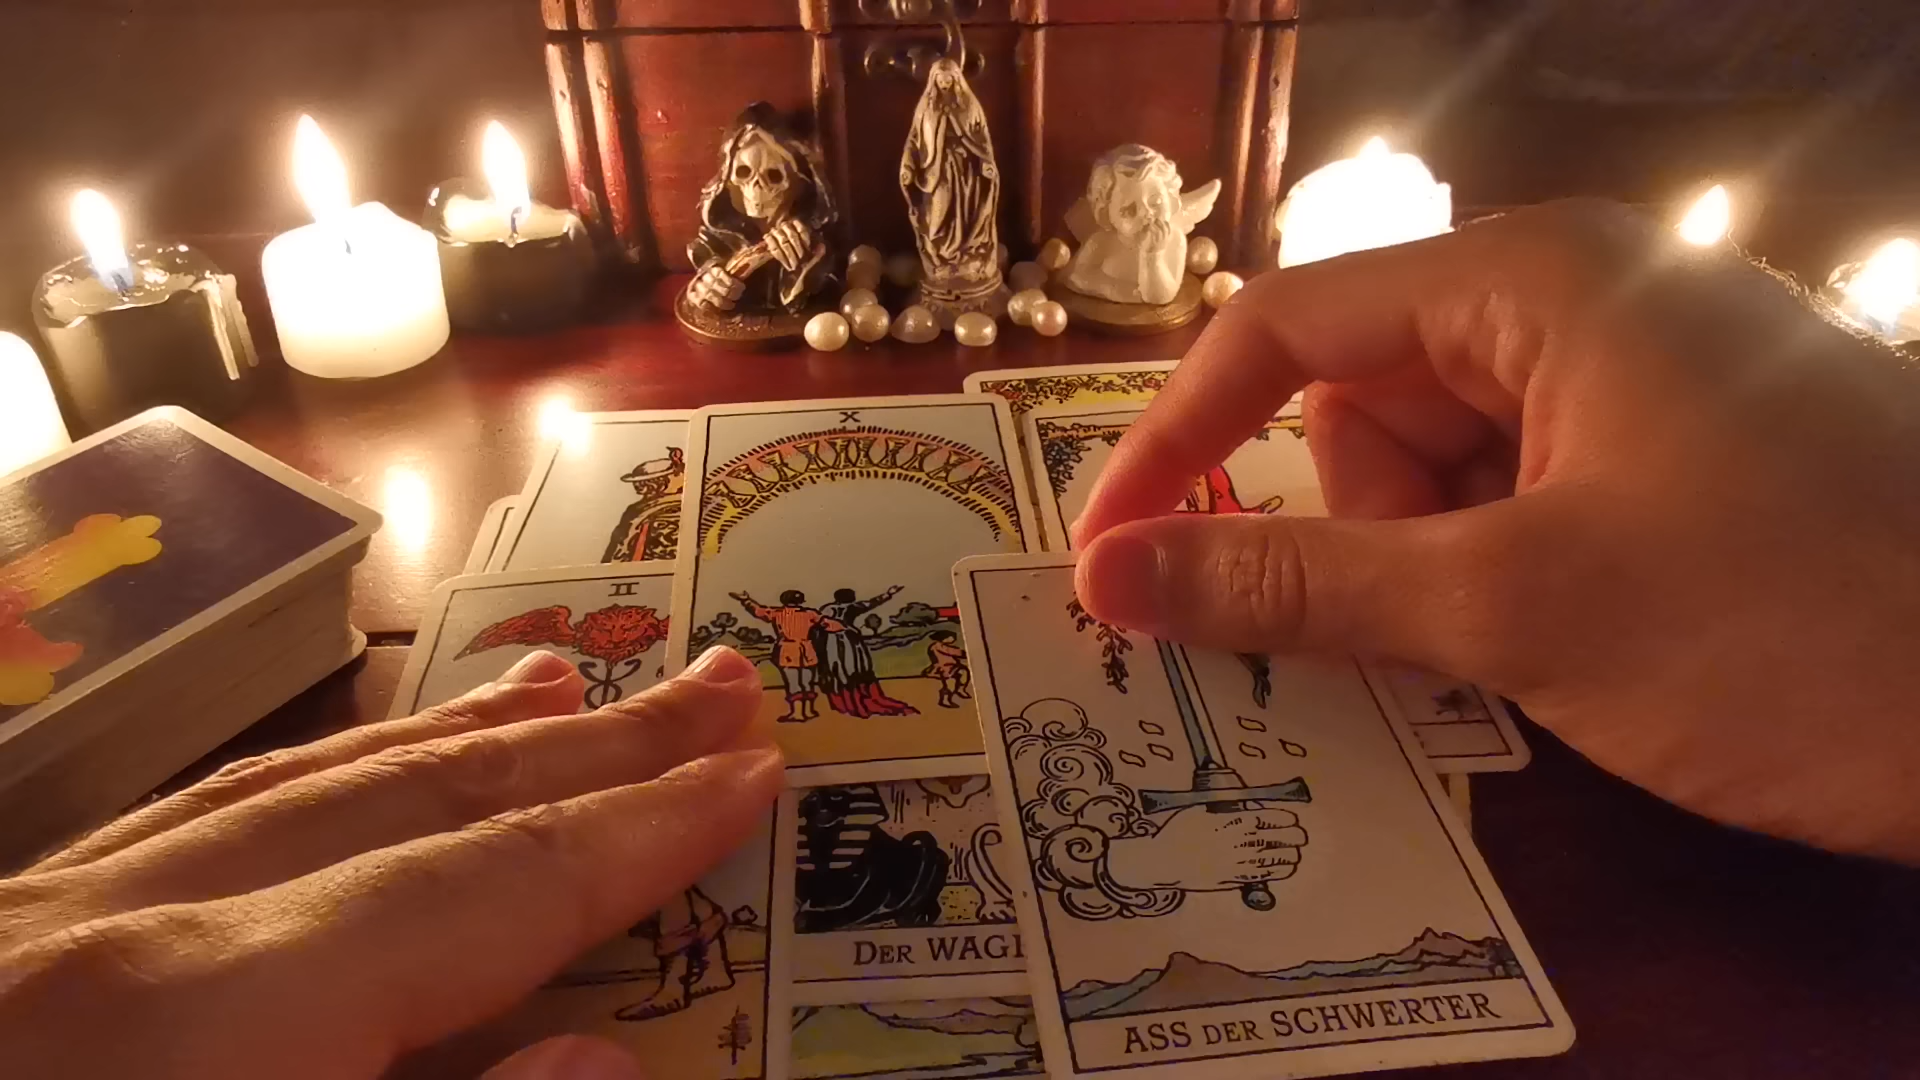 X
II
DER WAG
ASS DER SCHWERTER